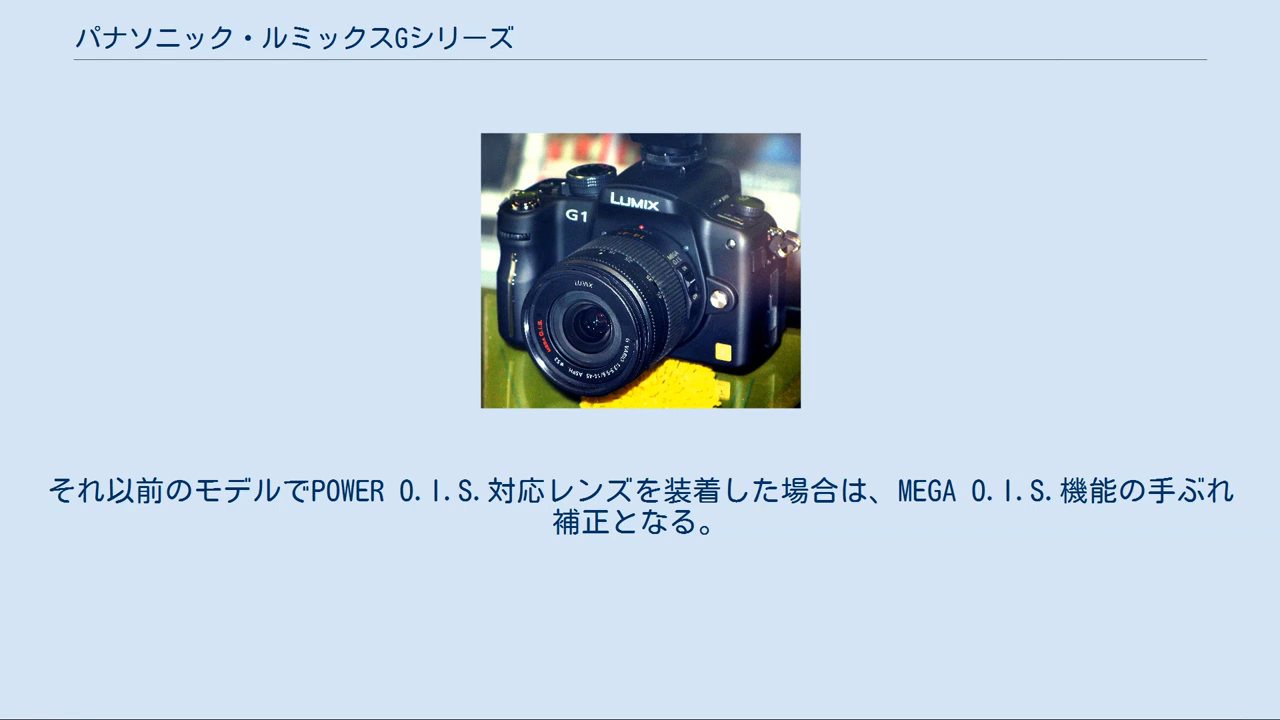 パナソニック・ルミックスGシリーズ
LUMIX
G1
LUMIX
MEGA O.I.S.
それ以前のモデルでPOWER O.I.S.対応レンズを装着した場合は、MEGA O.I.S.機能の手ぶれ
補正となる。